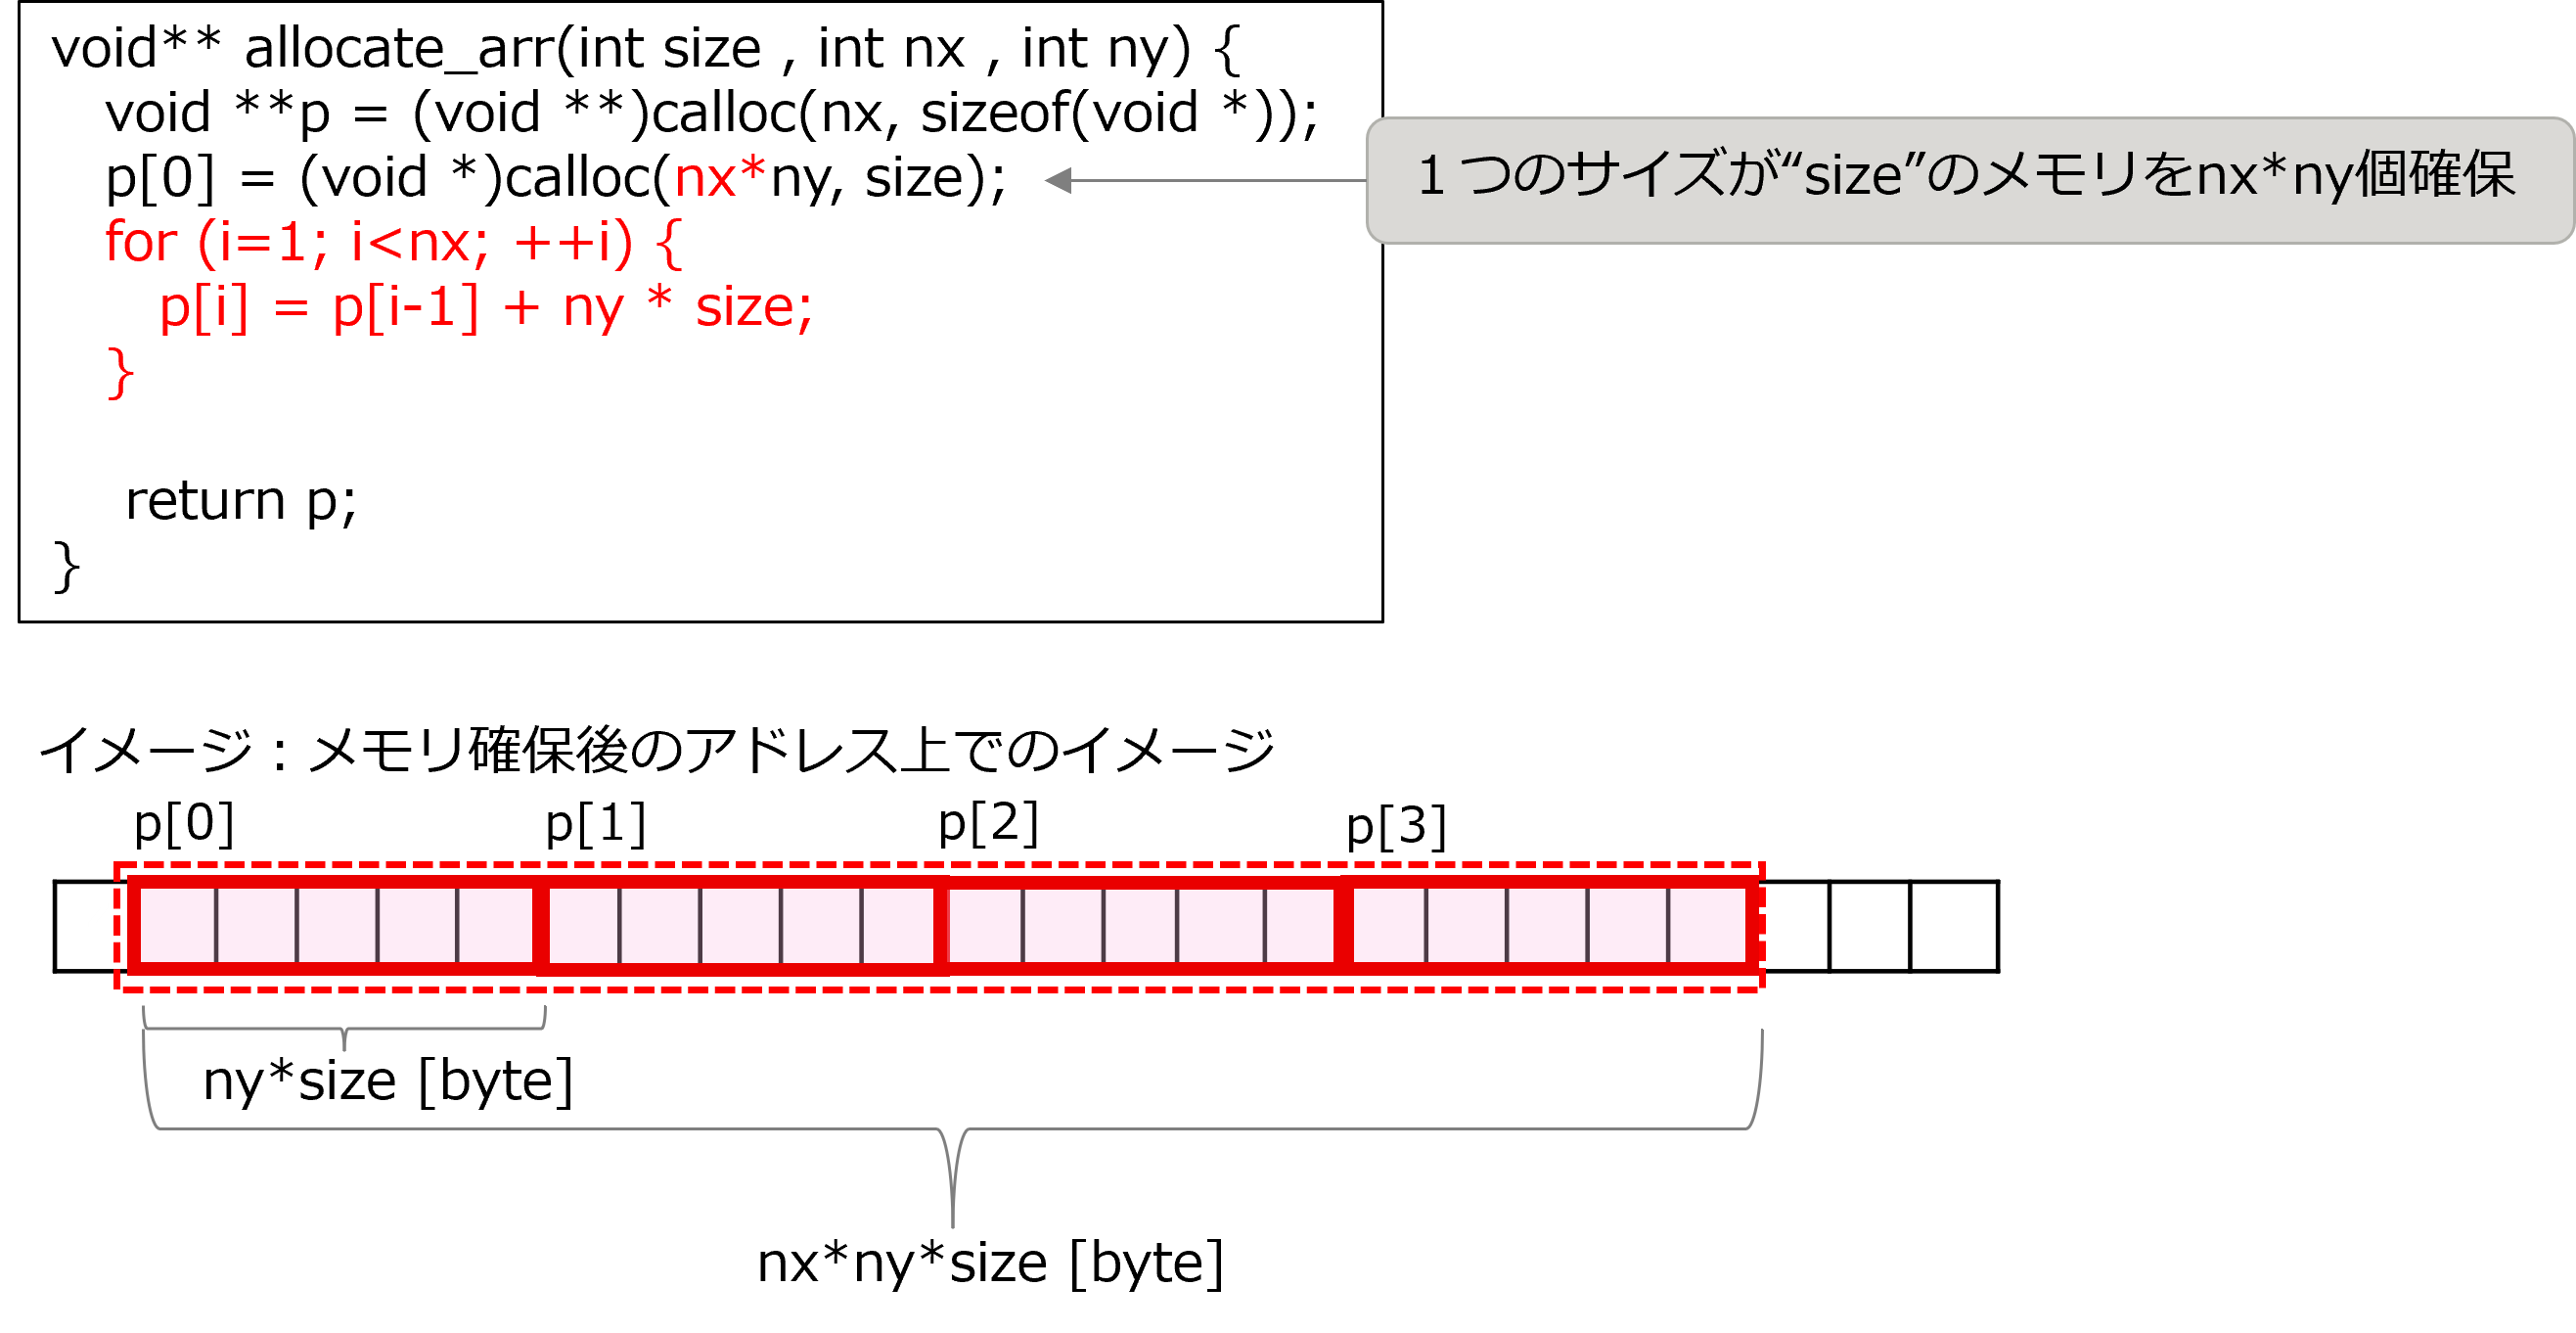 void** allocate_arr(int size , int nx , int ny) {
void **p = (void **)calloc(nx, sizeof(void *));
p[0] = (void *)calloc(nx*ny, size);
for (i=1; i<nx; ++i) {
p[i] = p[i-1] + ny * size;
}
return p;
}
1つのサイズが“size”のメモリをnx*ny個確保
イメージ：メモリ確保後のアドレス上でのイメージ
p[0] p[1] p[2] p[3]
ny*size [byte]
nx*ny*size [byte]